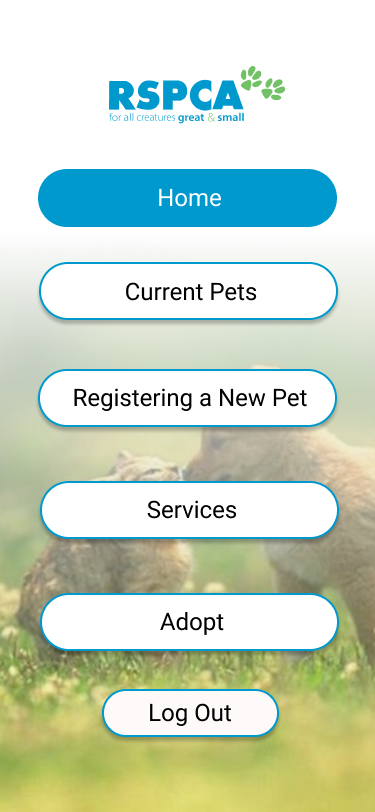 RSPCA
for all creatures great & small
Home
Current Pets
Registering a New Pet
Services
Adopt
Log Out